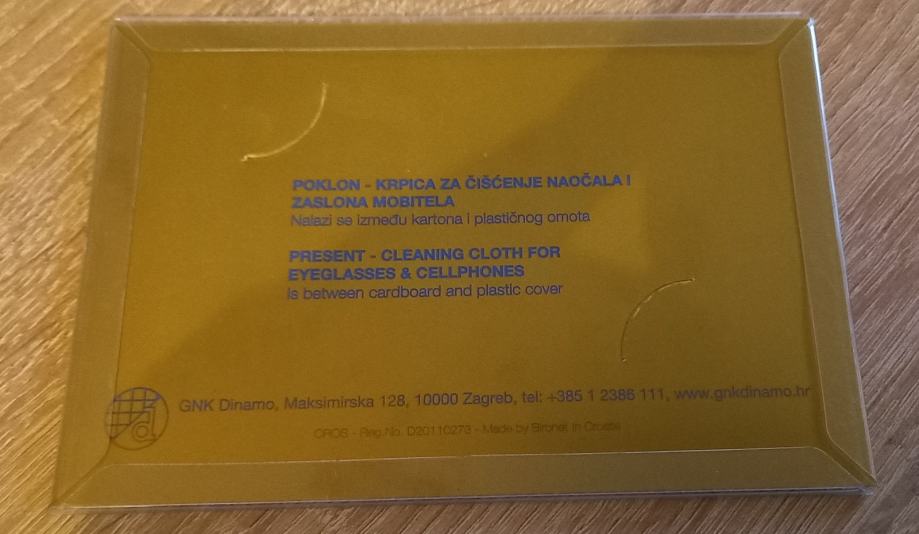 POKLON - KRPICA ZA ČIŠĆENJE NAOČALA I
ZASLONA MOBITELA
Nalazi se između kartona i plastičnog omota
PRESENT - CLEANING CLOTH FOR
EYEGLASSES & CELLPHONES
Is between cardboard and plastic cover
GNK Dinamo, Maksimirska 128, 10000 Zagreb, tel: +385 1 2386 111, www.gnkdinamo.hr
CROS - Reg.No. D20110273 - Made by Bironet in Croatia